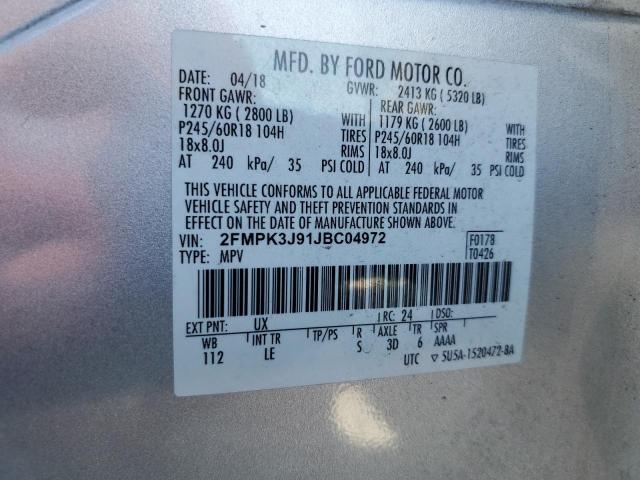 MFD. BY FORD MOTOR CO.
DATE: 04/18 GVWR: 2413 KG ( 5320 LB)
FRONT GAWR: REAR GAWR:
1270 KG ( 2800 LB) WITH 1179 KG ( 2600 LB) WITH
P245/60R18 104H TIRES P245/60R18 104H TIRES
18x8.0J RIMS 18x8.0J RIMS
AT 240 kPa/ 35 PSI COLD AT 240 kPa/ 35 PSI COLD
THIS VEHICLE CONFORMS TO ALL APPLICABLE FEDERAL MOTOR
VEHICLE SAFETY AND THEFT PREVENTION STANDARDS IN
EFFECT ON THE DATE OF MANUFACTURE SHOWN ABOVE.
VIN: 2FMPK3J91JBC04972 F0178
TYPE: MPV T0426
EXT PNT: UX RC: 24 DSO:
WB INT TR TP/PS R AXLE TR SPR
112 LE S 3D 6 AAAA
UTC ▽ 5U5A-1520472-BA